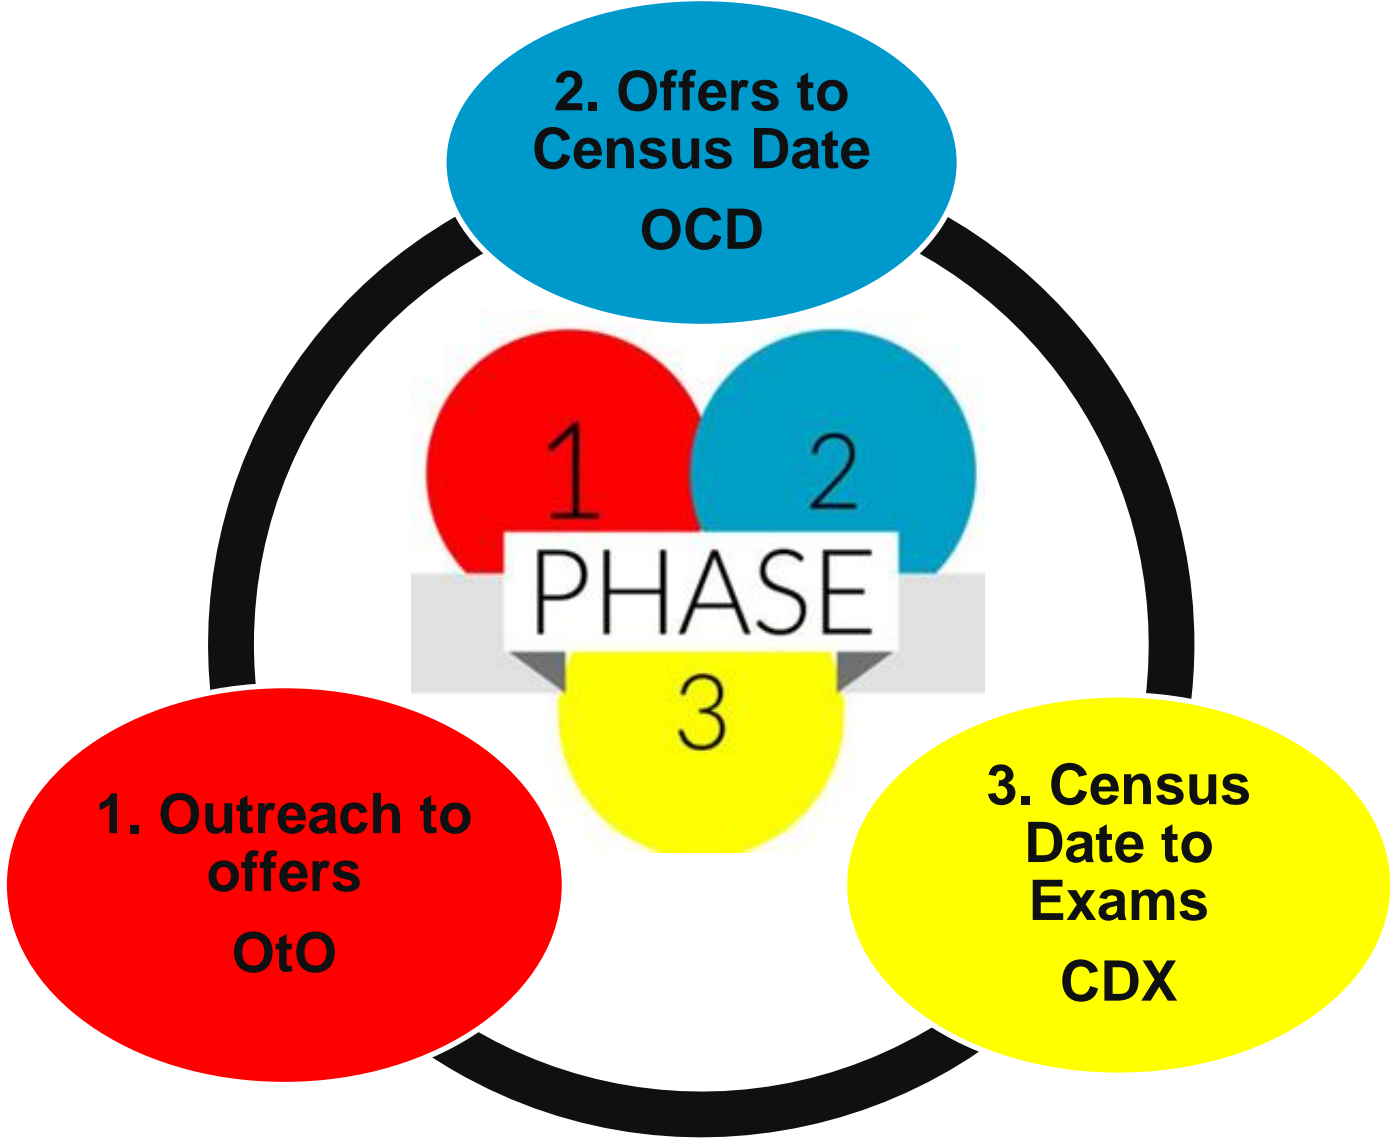 2. Offers to
Census Date
OCD
1
2
PHASE
3
1. Outreach to
offers
OtO
3. Census
Date to
Exams
CDX